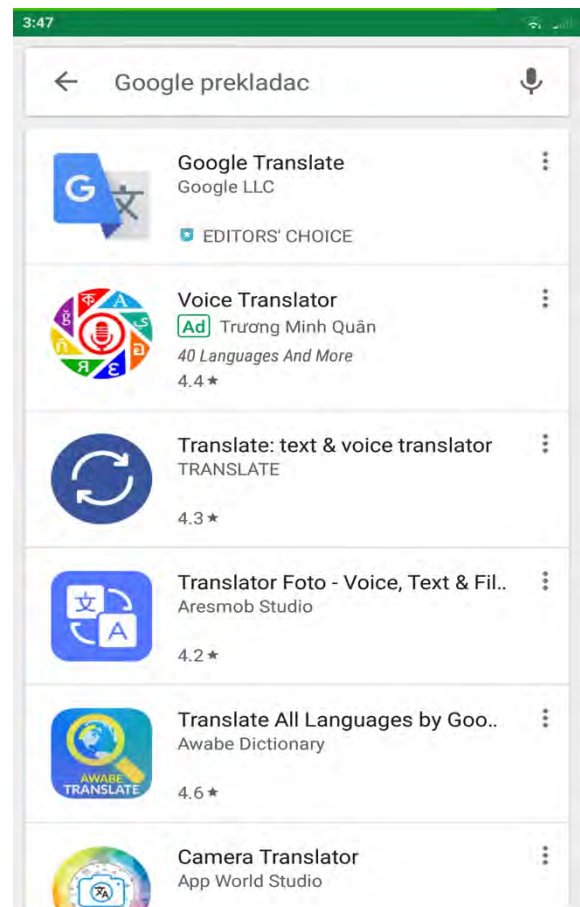 3:47
Google prekladac
G 文
Google Translate
Google LLC
EDITORS' CHOICE
Voice Translator
Ad Trương Minh Quân
40 Languages And More
4.4★
Translate: text & voice translator
TRANSLATE
4.3★
文 A
Translator Foto - Voice, Text & Fil..
Aresmob Studio
4.2★
AWABE
TRANSLATE
Translate All Languages by Goo..
Awabe Dictionary
4.6★
Camera Translator
App World Studio